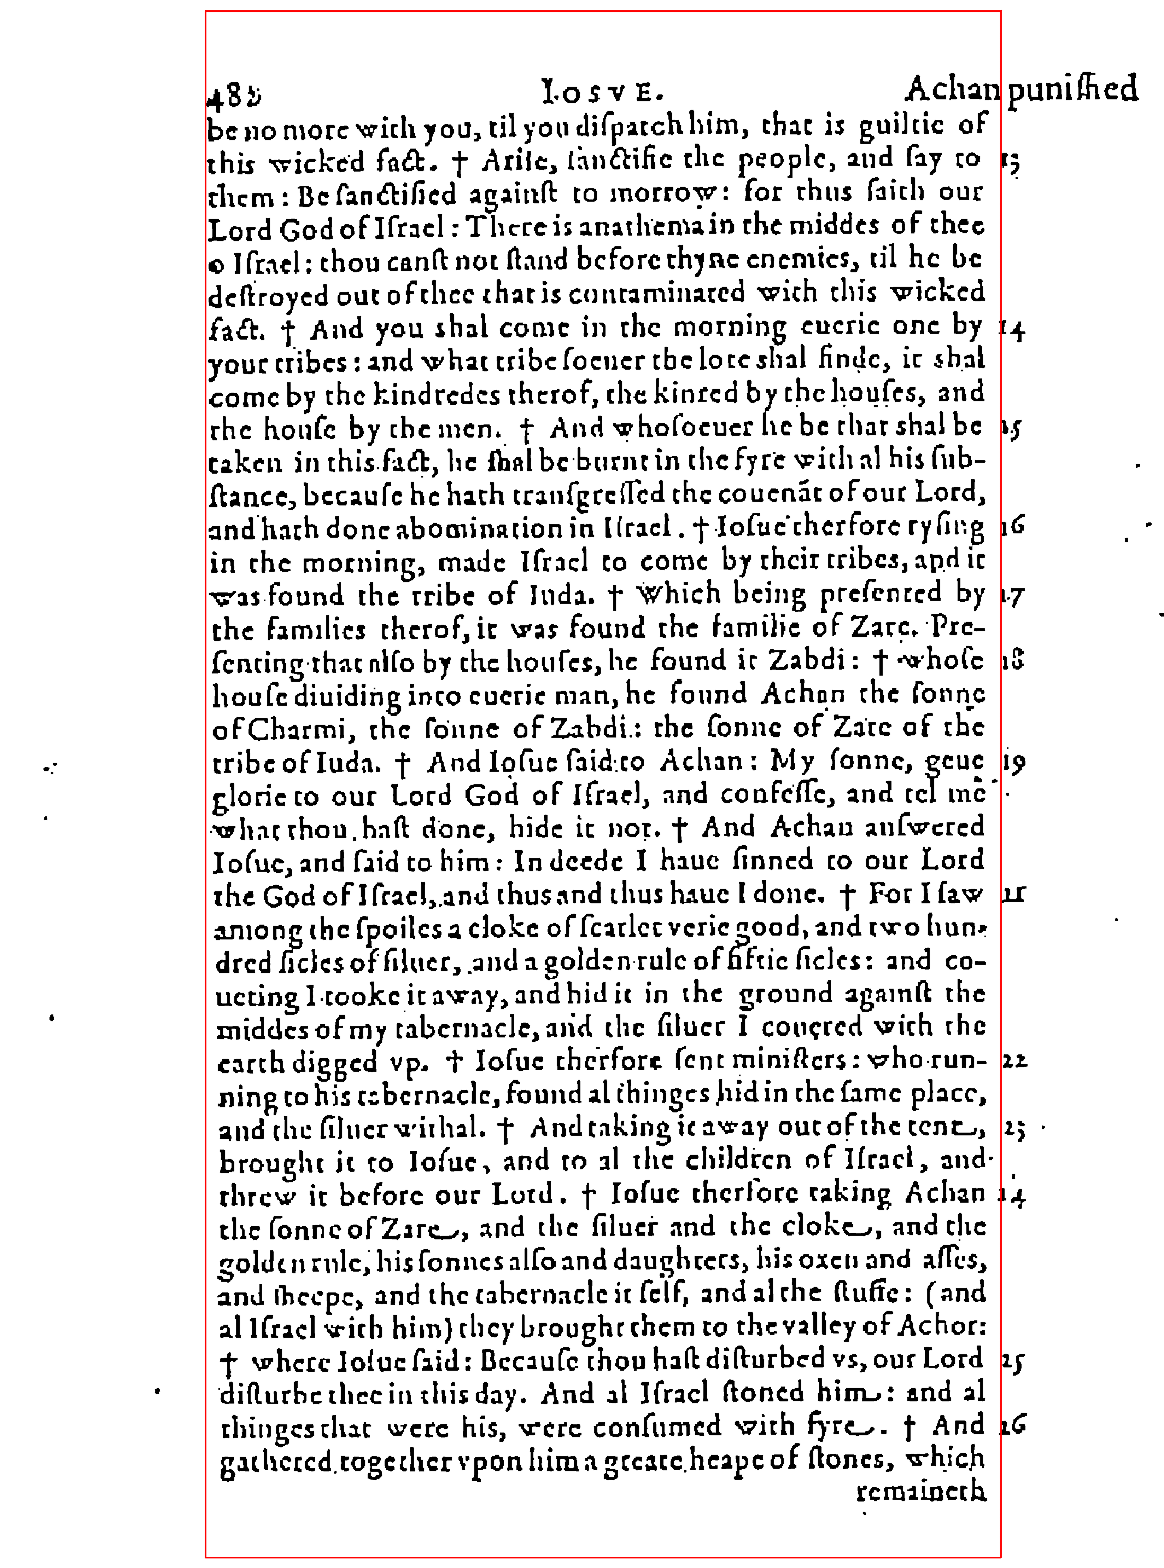 482 IOSVE. Achan puniſhed
be no more with you, til you diſpatch him, that is guiltie of
this wicked fact. † Ariſe, ſanctifie the people, and ſay to 13
them: Be ſanctified againſt to morrow: for thus ſaith our
Lord God of Iſrael: There is anathema in the middes of thee
o Iſrael: thou canſt not ſtand before thyne enemies, til he be
deſtroyed out of thee that is contaminated with this wicked
fact. † And you shal come in the morning euerie one by 14
your tribes: and what tribe ſoeuer the lote shal finde, it shal
come by the kindredes therof, the kinred by the houſes, and
the houſe by the men. † And whoſoeuer he be that shal be 15
taken in this fact, he ſhal be burnt in the fyre with al his ſub-
ſtance, becauſe he hath tranſgreſſed the couenāt of our Lord,
and hath done abomination in Iſrael. † Ioſue therfore ryſing 16
in the morning, made Iſrael to come by their tribes, and it
was found the tribe of Iuda. † Which being preſented by 17
the families therof, it was found the familie of Zare. Pre-
ſenting that alſo by the houſes, he found it Zabdi: † whoſe 18
houſe diuiding into euerie man, he found Achan the ſonne
of Charmi, the ſonne of Zabdi: the ſonne of Zare of the
tribe of Iuda. † And Ioſue ſaid to Achan: My ſonne, geue 19
glorie to our Lord God of Iſrael, and confeſſe, and tel me
what thou haſt done, hide it not. † And Achan anſwered
Ioſue, and ſaid to him: In deede I haue ſinned to our Lord
the God of Iſrael, and thus and thus haue I done. † For I ſaw 21
among the ſpoiles a cloke of ſcarlet verie good, and two hun-
dred ſicles of ſiluer, and a golden rule of fiftie ſicles: and co-
ueting I tooke it away, and hid it in the ground againſt the
middes of my tabernacle, and the ſiluer I couered with the
earth digged vp. † Ioſue therfore ſent miniſters: who run- 22
ning to his tabernacle, found al thinges hid in the ſame place,
and the ſiluer withal. † And taking it away out of the tent, 23
brought it to Ioſue, and to al the children of Iſrael, and
threw it before our Lord. † Ioſue therfore taking Achan 24
the ſonne of Zare, and the ſiluer and the cloke, and the
golden rule, his ſonnes alſo and daughters, his oxen and aſſes,
and ſheepe, and the tabernacle it ſelf, and al the ſtuffe: (and
al Iſrael with him) they brought them to the valley of Achor:
† where Ioſue ſaid: Becauſe thou haſt diſturbed vs, our Lord 25
diſturbe thee in this day. And al Iſrael ſtoned him: and al
thinges that were his, were conſumed with fyre. † And 26
gathered together vpon him a greate heape of ſtones, which
remaineth